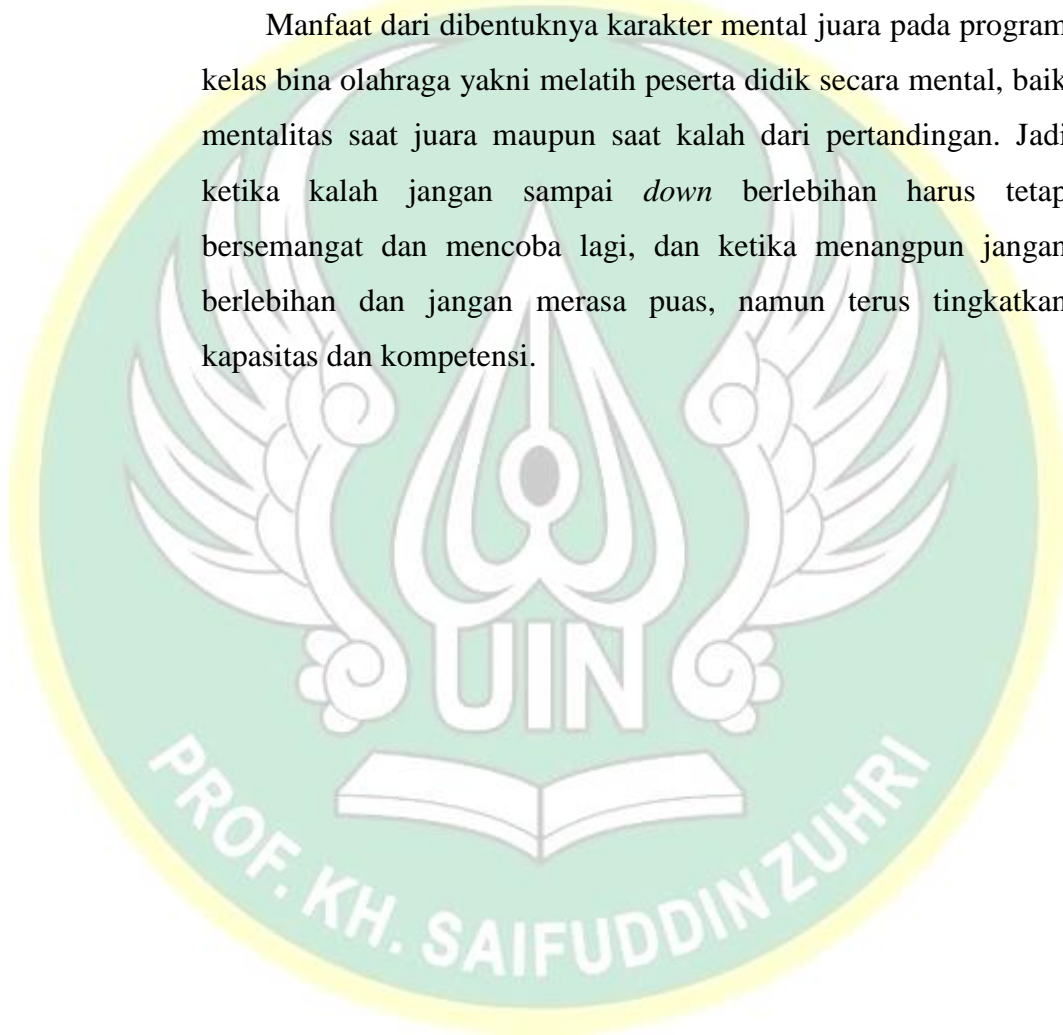 Manfaat dari dibentuknya karakter mental juara pada program
kelas bina olahraga yakni melatih peserta didik secara mental, baik
mentalitas saat juara maupun saat kalah dari pertandingan. Jadi
ketika kalah jangan sampai down berlebihan harus tetap
bersemangat dan mencoba lagi, dan ketika menangpun jangan
berlebihan dan jangan merasa puas, namun terus tingkatkan
kapasitas dan kompetensi.
UIN
PROF. KH. SAIFUDDIN ZUHRI